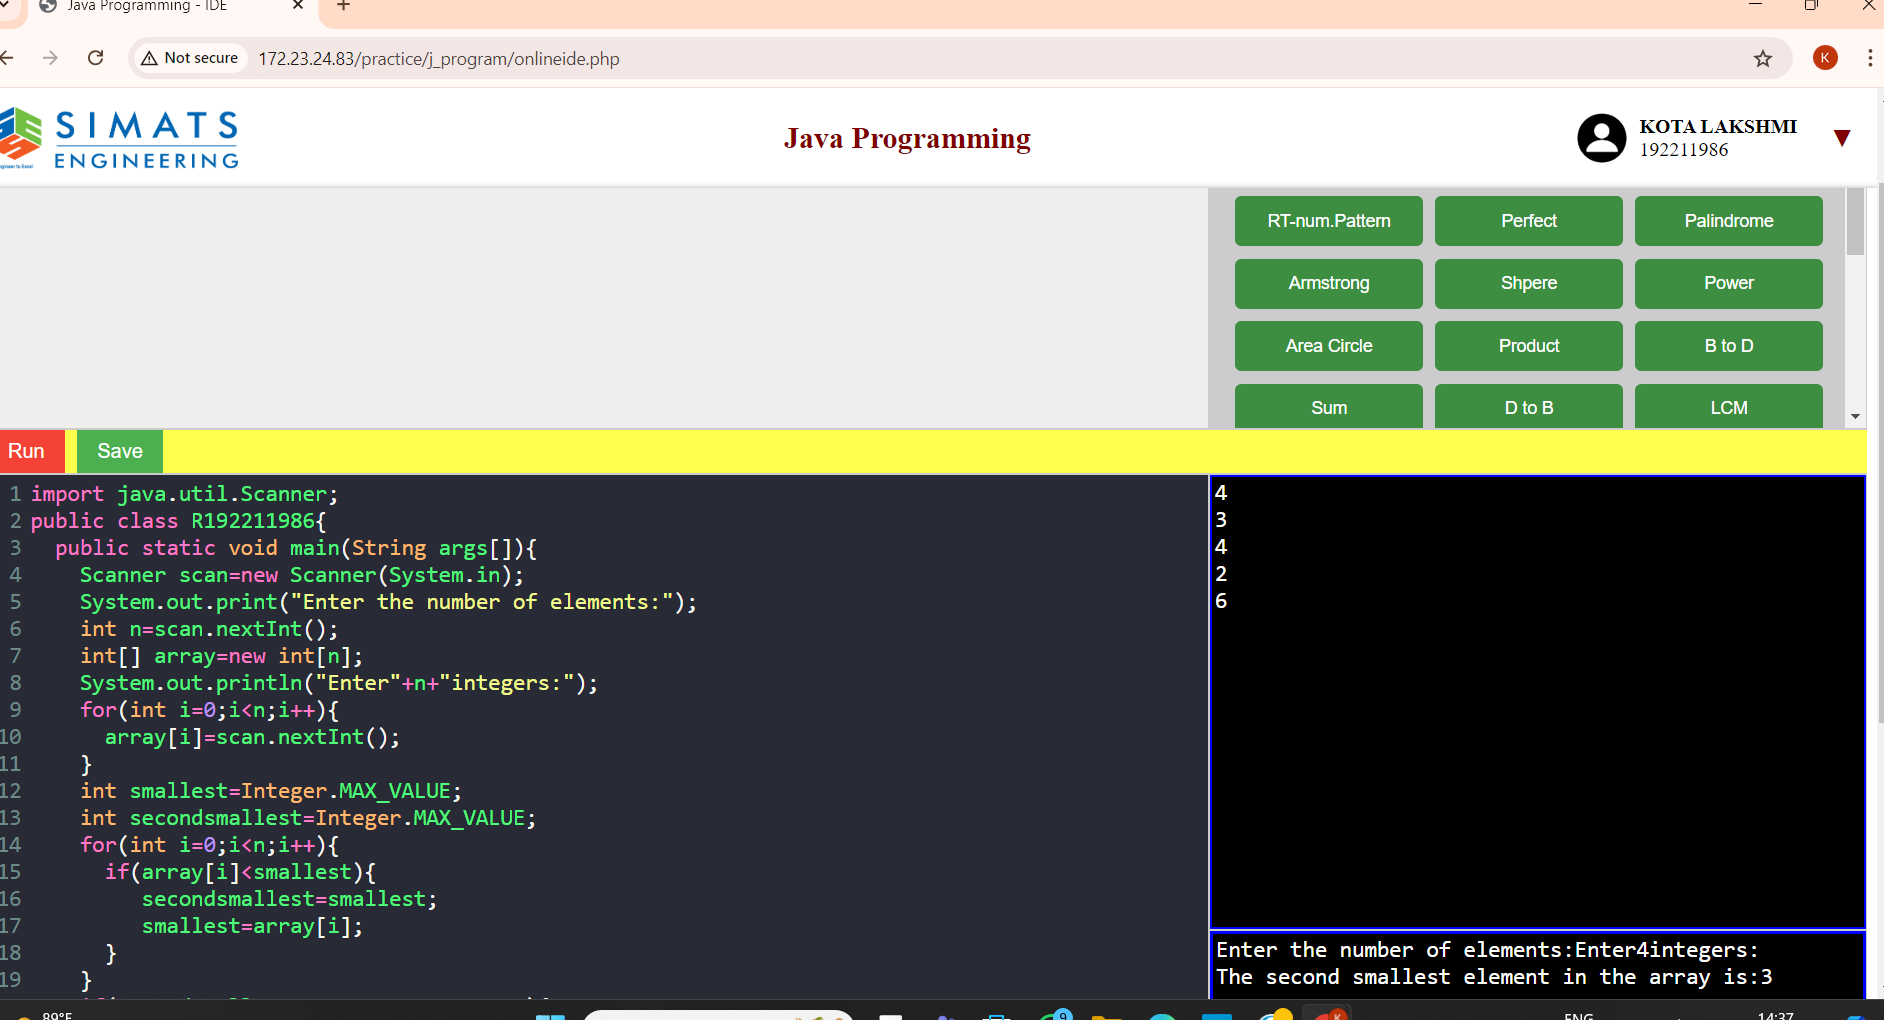 Java Programming - IDE
Not secure
172.23.24.83/practice/j_program/onlineide.php
K
SIMATS
ENGINEERING
Java Programming
KOTA LAKSHMI
192211986
RT-num.Pattern Perfect Palindrome
Armstrong Shpere Power
Area Circle Product B to D
Sum D to B LCM
Run Save
1 import java.util.Scanner;
2 public class R192211986{
3 public static void main(String args[]){
4 Scanner scan=new Scanner(System.in);
5 System.out.print("Enter the number of elements:");
6 int n=scan.nextInt();
7 int[] array=new int[n];
8 System.out.println("Enter"+n+"integers:");
9 for(int i=0;i<n;i++){
10 array[i]=scan.nextInt();
11 }
12 int smallest=Integer.MAX_VALUE;
13 int secondsmallest=Integer.MAX_VALUE;
14 for(int i=0;i<n;i++){
15 if(array[i]<smallest){
16 secondsmallest=smallest;
17 smallest=array[i];
18 }
19 }
4
3
4
2
6
Enter the number of elements:Enter4integers:
The second smallest element in the array is:3
89°F
9
K
ENG
14:37